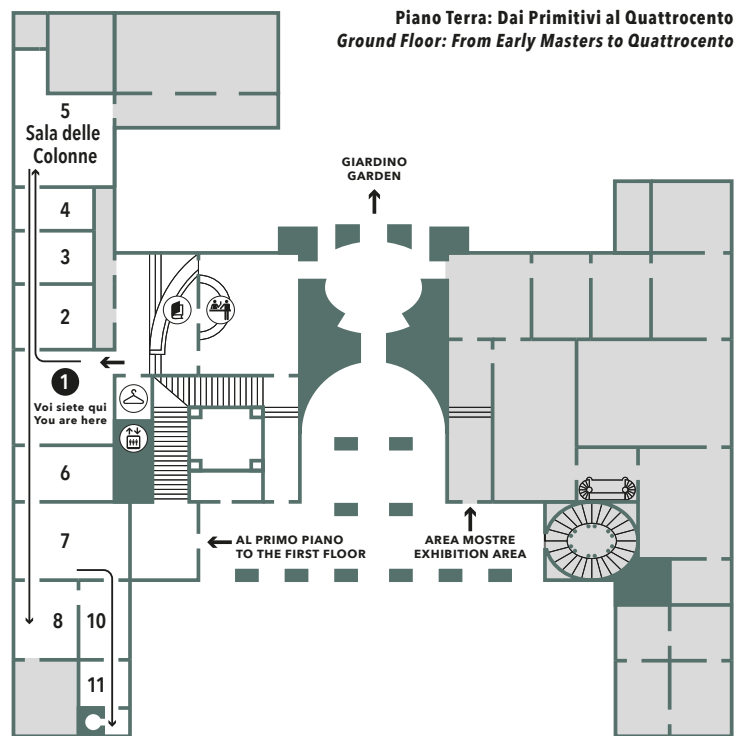 Piano Terra: Dai Primitivi al Quattrocento
Ground Floor: From Early Masters to Quattrocento
5
Sala delle
Colonne
GIARDINO
GARDEN
4
3
2
1
Voi siete qui
You are here
6
7
AL PRIMO PIANO
TO THE FIRST FLOOR
AREA MOSTRE
EXHIBITION AREA
8
10
11